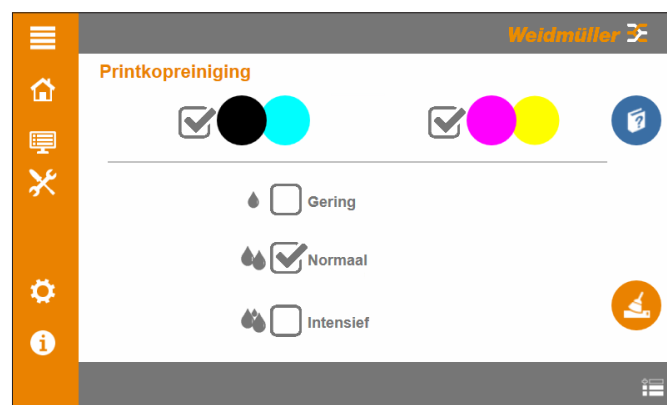 Weidmüller
Printkopreiniging
Gering
Normaal
Intensief